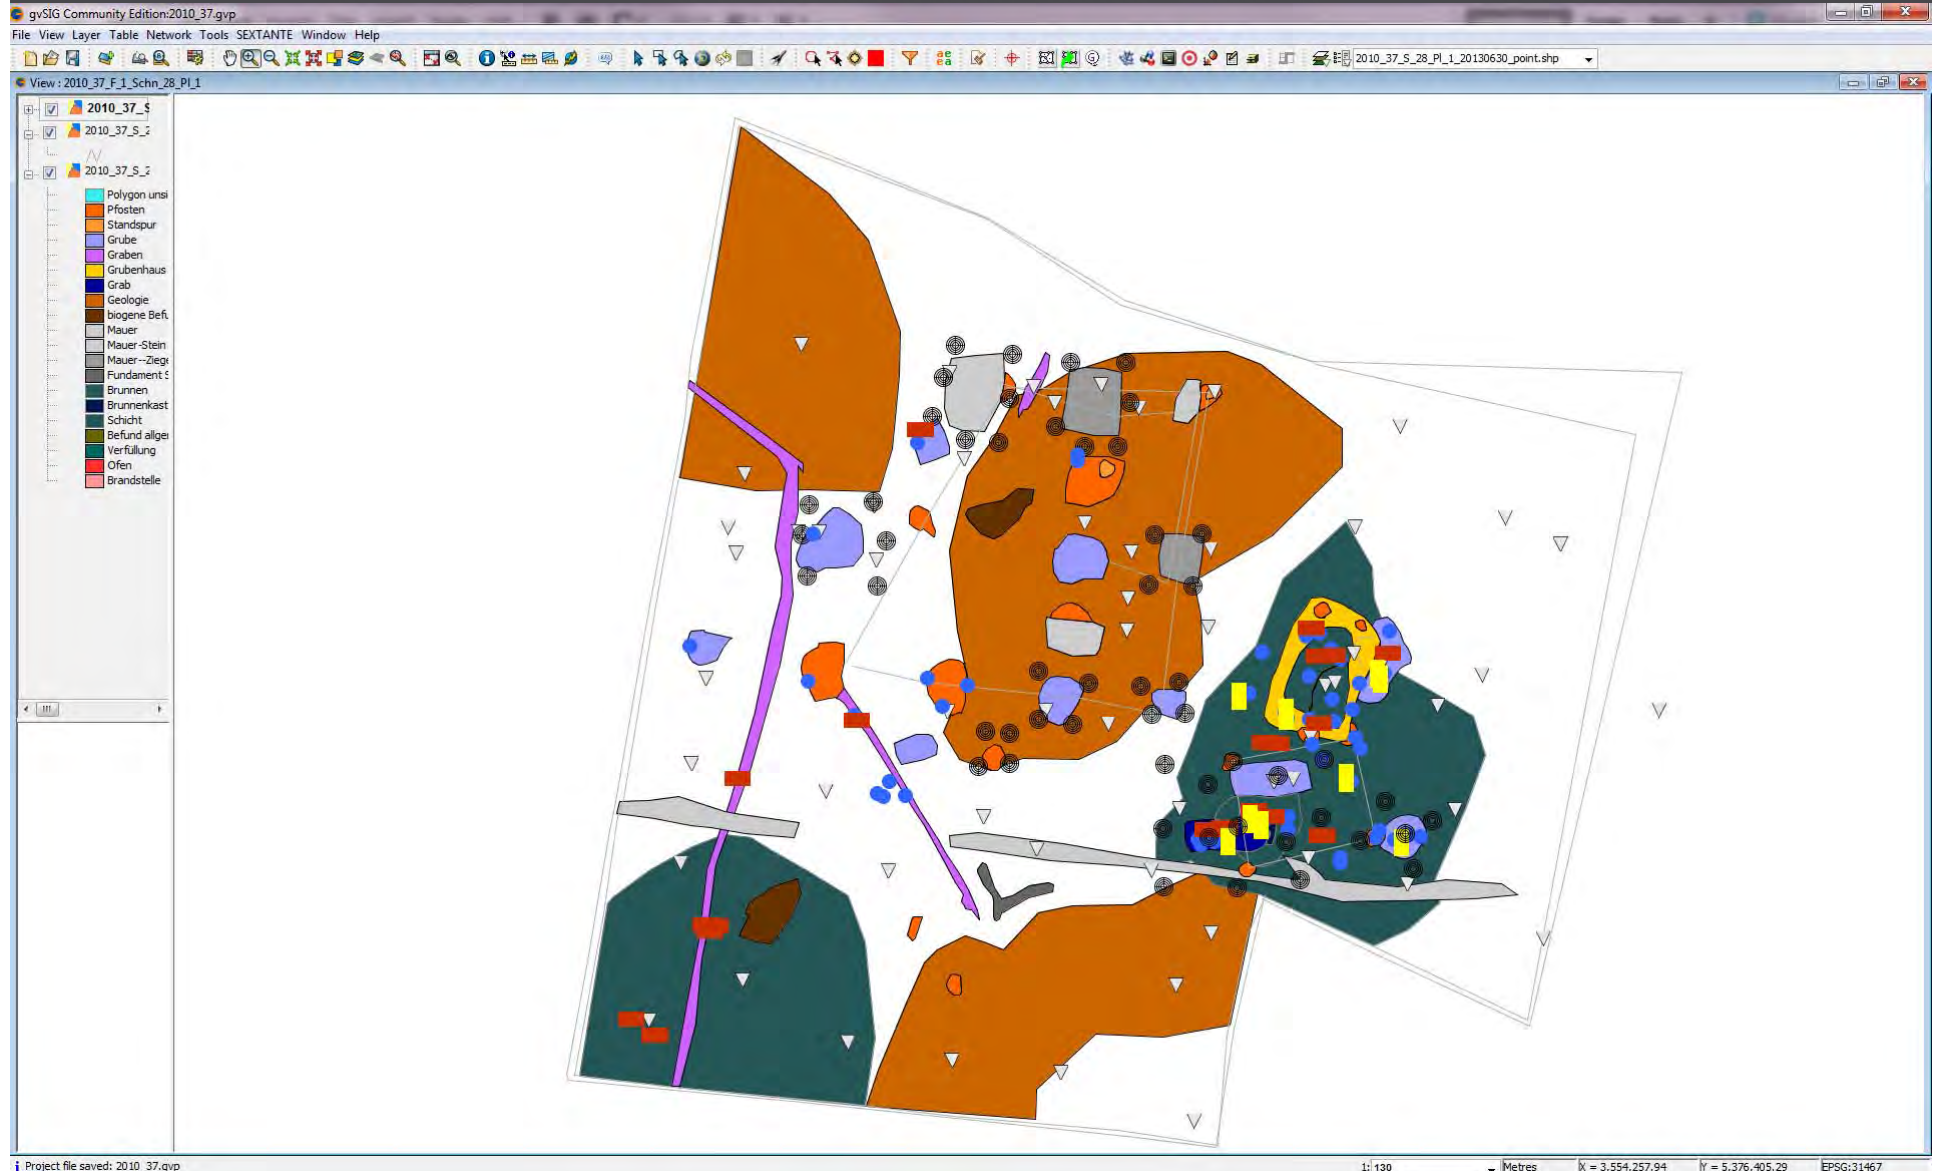 gvSIG Community Edition:2010_37.gvp
File View Layer Table Network Tools SEXTANTE Window Help
2010_37_S_28_Pl_1_20130630_point.shp
View : 2010_37_F_1_Schn_28_Pl_1
2010_37_S
2010_37_S_2
2010_37_S_2
Polygon unsi
Pfosten
Standspur
Grube
Graben
Grubenhaus
Grab
Geologie
biogene Befu
Mauer
Mauer-Stein
Mauer--Ziege
Fundament S
Brunnen
Brunnenkast
Schicht
Befund allger
Verfüllung
Ofen
Brandstelle
Project file saved: 2010_37.gvp
1: 130
Metres
X = 3.554.257,94
Y = 5.376.405,29
EPSG:31467